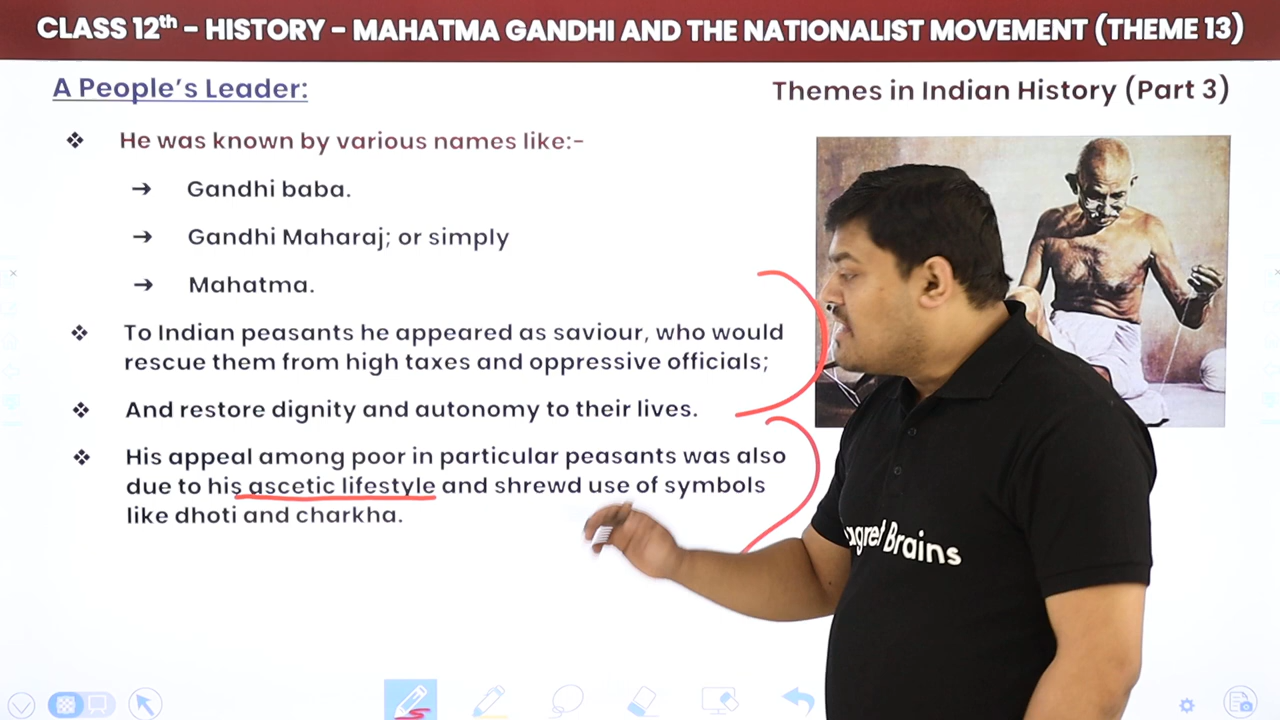 CLASS 12th - HISTORY - MAHATMA GANDHI AND THE NATIONALIST MOVEMENT (THEME 13)
A People's Leader:
Themes in Indian History (Part 3)
❖ He was known by various names like:-
→ Gandhi baba.
→ Gandhi Maharaj; or simply
→ Mahatma.
❖ To Indian peasants he appeared as saviour, who would
rescue them from high taxes and oppressive officials;
❖ And restore dignity and autonomy to their lives.
❖ His appeal among poor in particular peasants was also
due to his ascetic lifestyle and shrewd use of symbols
like dhoti and charkha.
Brains